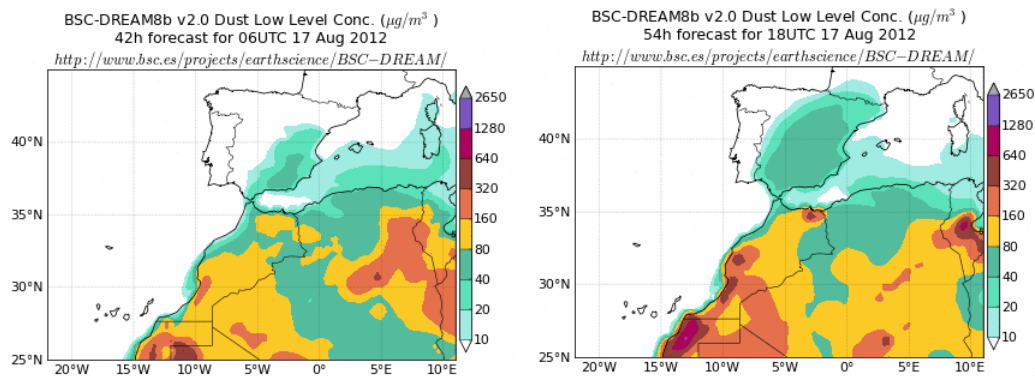 BSC-DREAM8b v2.0 Dust Low Level Conc. (μg/m³ )
42h forecast for 06UTC 17 Aug 2012
http://www.bsc.es/projects/earthscience/BSC−DREAM/
40°N
35°N
30°N
25°N
20°W 15°W 10°W 5°W 0°E 5°E 10°E
2650
1280
640
320
160
80
40
20
10
BSC-DREAM8b v2.0 Dust Low Level Conc. (μg/m³ )
54h forecast for 18UTC 17 Aug 2012
http://www.bsc.es/projects/earthscience/BSC−DREAM/
40°N
35°N
30°N
25°N
20°W 15°W 10°W 5°W 0°E 5°E 10°E
2650
1280
640
320
160
80
40
20
10